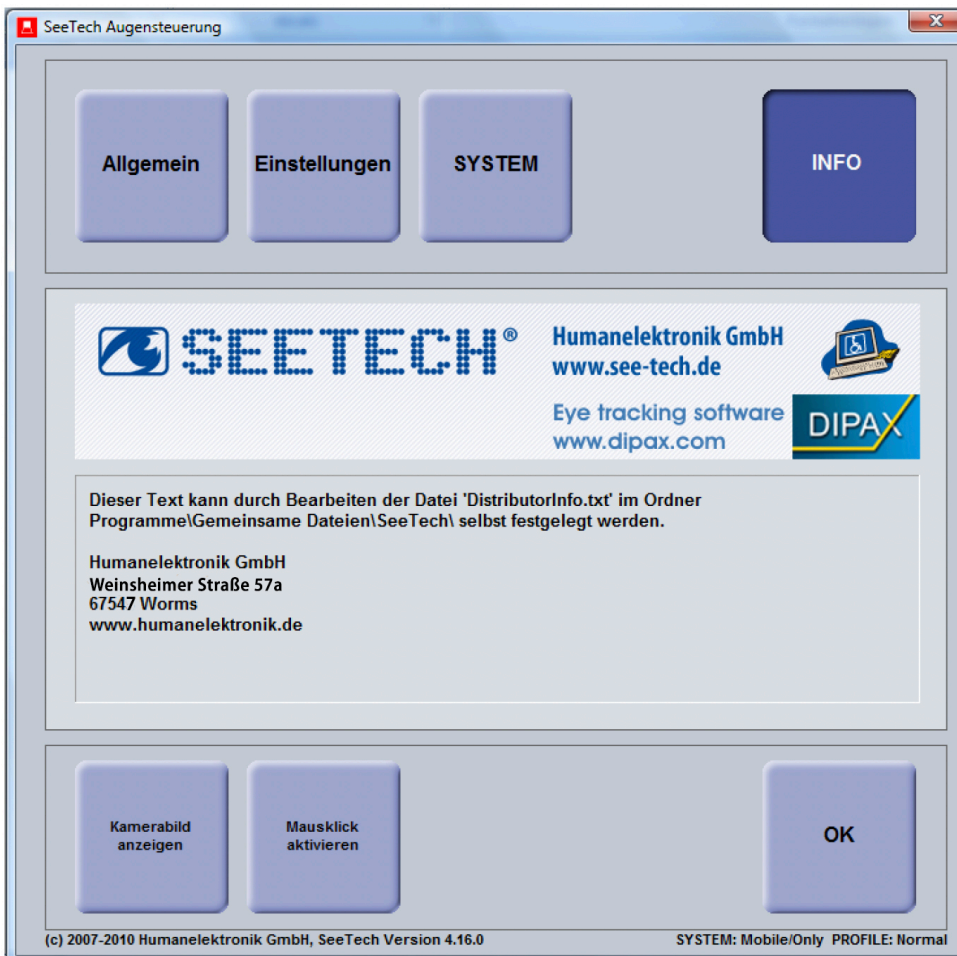 SeeTech Augensteuerung
Allgemein
Einstellungen
SYSTEM
INFO
SEETECH®
Humanelektronik GmbH
www.see-tech.de
Eye tracking software
www.dipax.com
DIPAX
Dieser Text kann durch Bearbeiten der Datei 'DistributorInfo.txt' im Ordner
Programme\Gemeinsame Dateien\SeeTech\ selbst festgelegt werden.
Humanelektronik GmbH
Weinsheimer Straße 57a
67547 Worms
www.humanelektronik.de
Kamerabild
anzeigen
Mausklick
aktivieren
OK
(c) 2007-2010 Humanelektronik GmbH, SeeTech Version 4.16.0
SYSTEM: Mobile/Only PROFILE: Normal